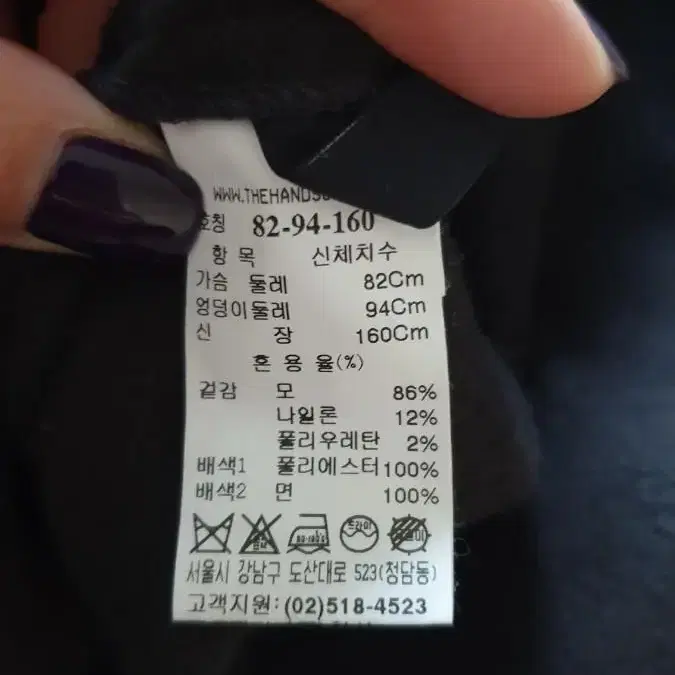 WWW.THEHANDS
호칭 82-94-160
항 목 신체치수
가슴 둘레 82Cm
엉덩이둘레 94Cm
신 장 160Cm
혼 용 율(%)
겉감 모 86%
나일론 12%
폴리우레탄 2%
배색1 폴리에스터 100%
배색2 면 100%
드라이
서울시 강남구 도산대로 523(청담동)
고객지원:(02)518-4523